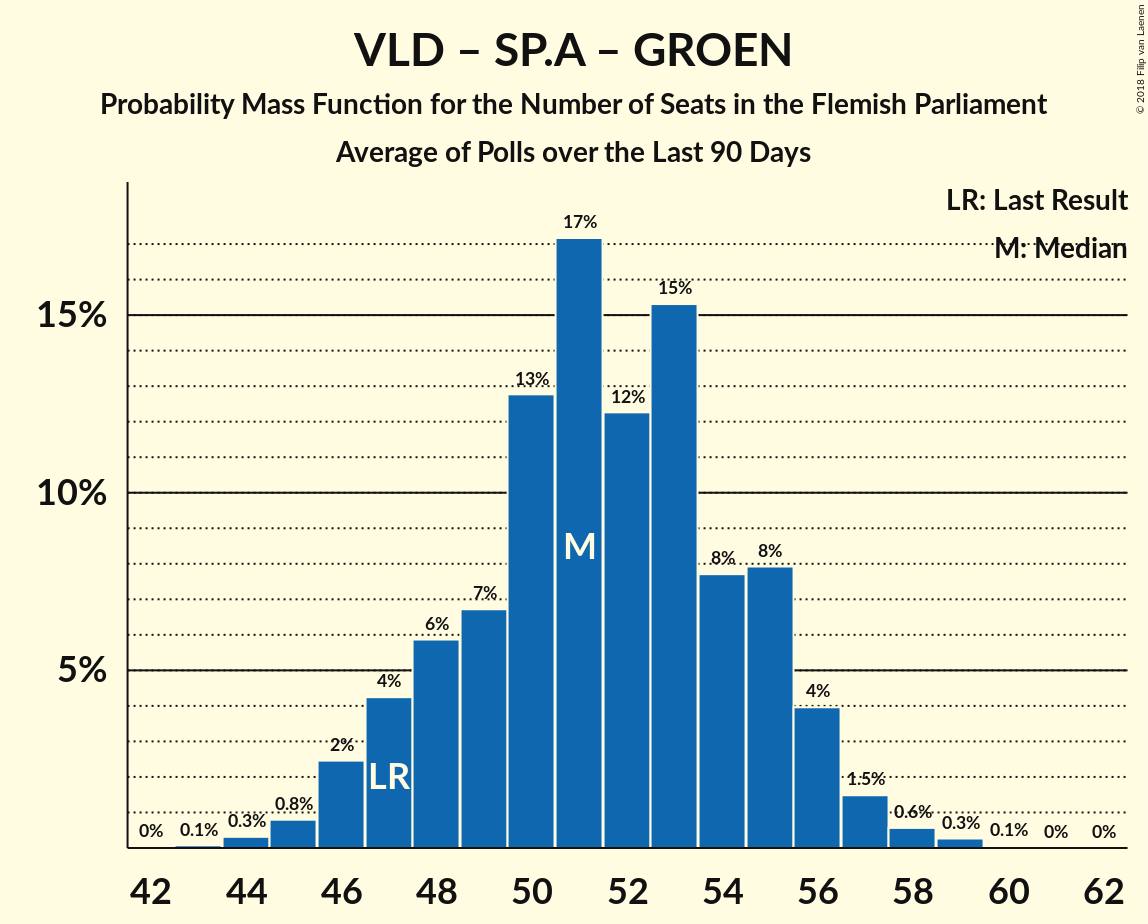 VLD – SP.A – GROEN
Probability Mass Function for the Number of Seats in the Flemish Parliament
Average of Polls over the Last 90 Days
© 2018 Filip van Laenen
LR: Last Result
M: Median
15%
10%
5%
0%
0.1%
0.3%
0.8%
2%
4%
6%
7%
13%
17%
12%
15%
8%
8%
4%
1.5%
0.6%
0.3%
0.1%
0%
0%
LR
M
42 44 46 48 50 52 54 56 58 60 62